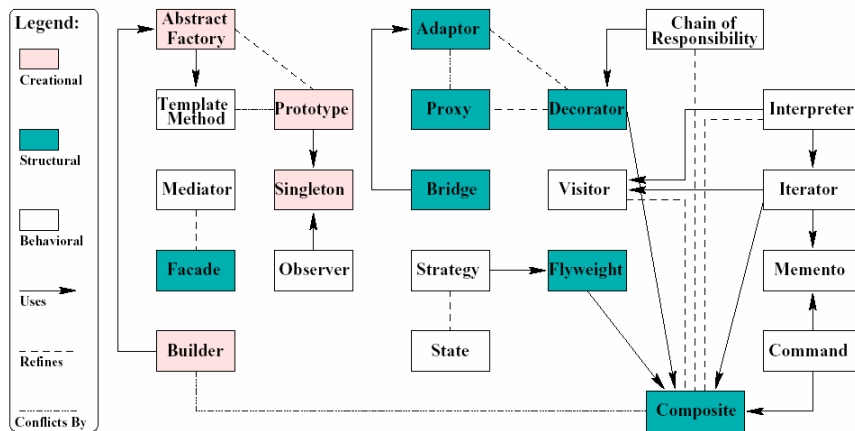 Legend:
Creational
Structural
Behavioral
Uses
Refines
Conflicts By
Abstract
Factory
Adaptor
Chain of
Responsibility
Template
Method
Prototype
Proxy
Decorator
Interpreter
Mediator
Singleton
Bridge
Visitor
Iterator
Facade
Observer
Strategy
Flyweight
Memento
Builder
State
Command
Composite